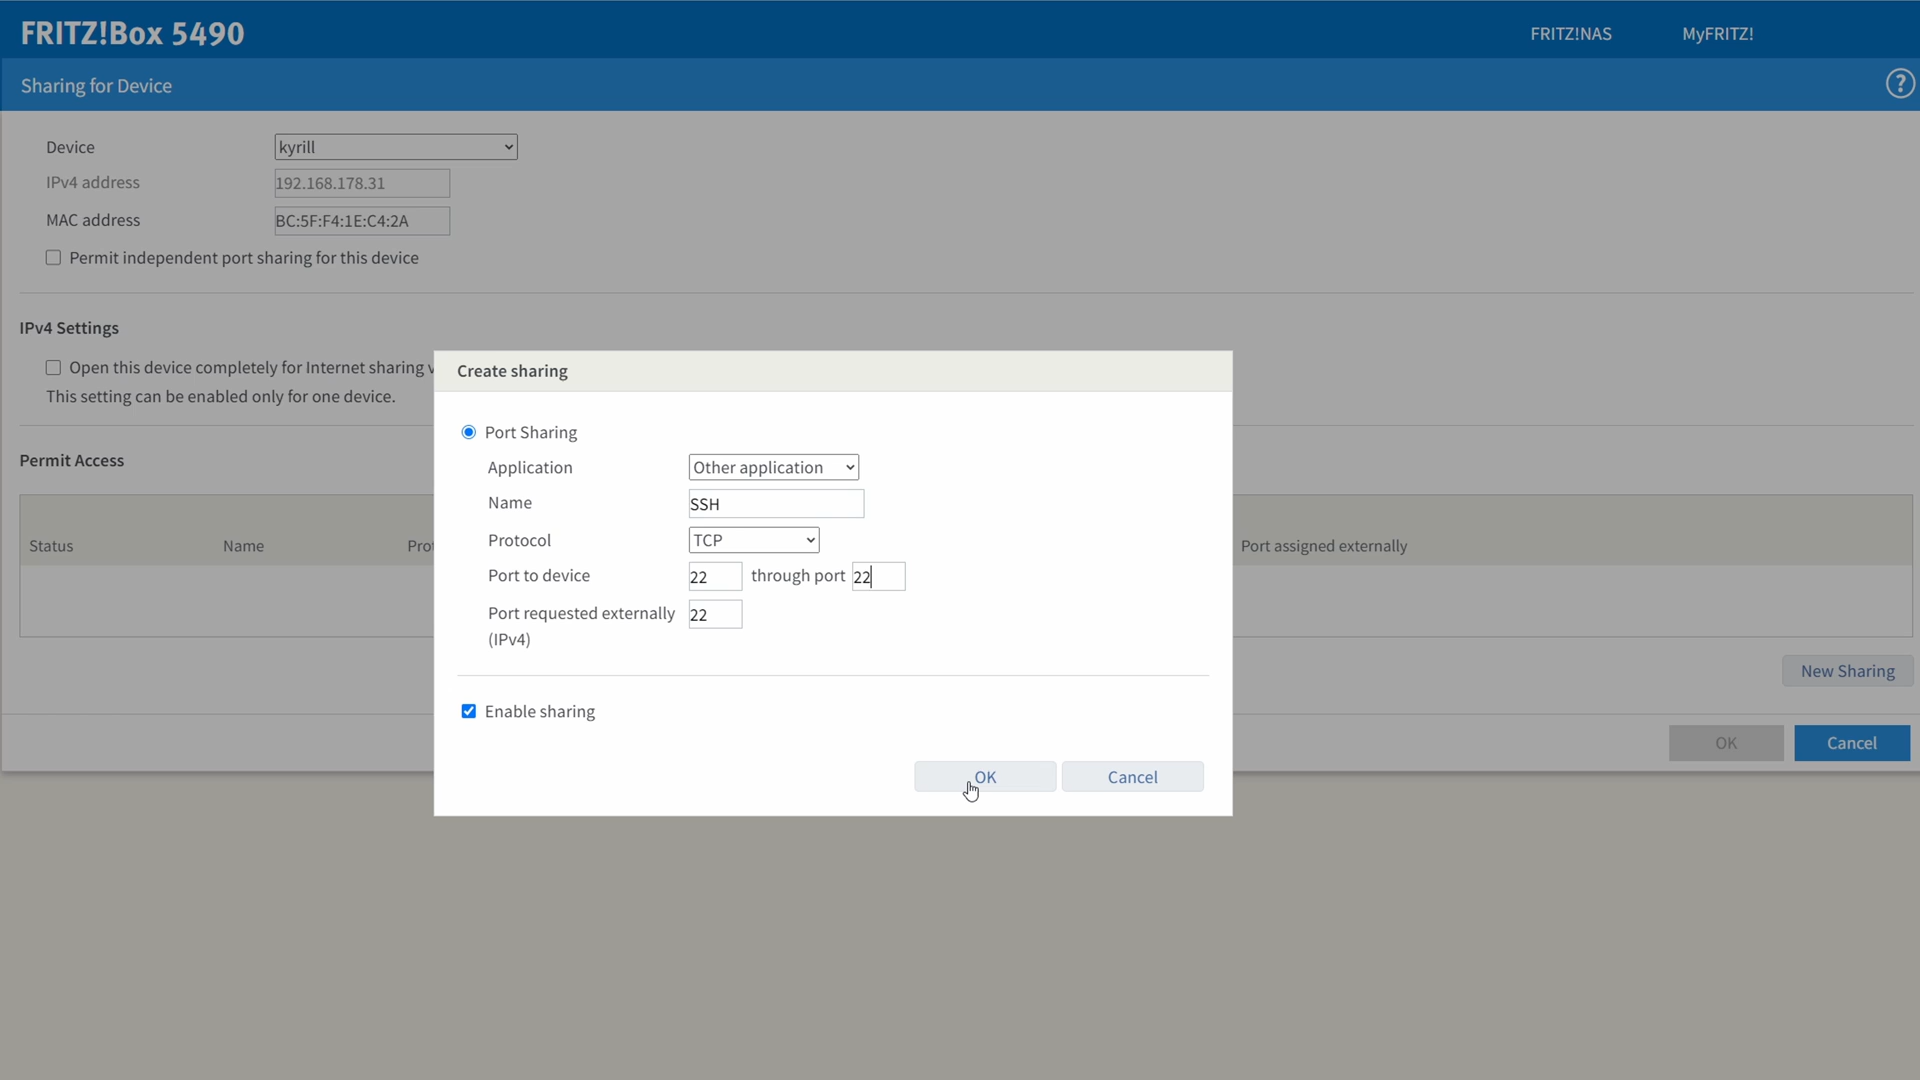 FRITZ!Box 5490
FRITZ!NAS
MyFRITZ!
Sharing for Device
?
Device
kyrill
IPv4 address
192.168.178.31
MAC address
BC:5F:F4:1E:C4:2A
Permit independent port sharing for this device
IPv4 Settings
Open this device completely for Internet sharing
This setting can be enabled only for one device.
Create sharing
Port Sharing
Application
Other application
Name
SSH
Protocol
TCP
Port to device
22
through port
22
Port requested externally
22
(IPv4)
Enable sharing
OK
Cancel
Permit Access
Status
Name
Port assigned externally
New Sharing
OK
Cancel